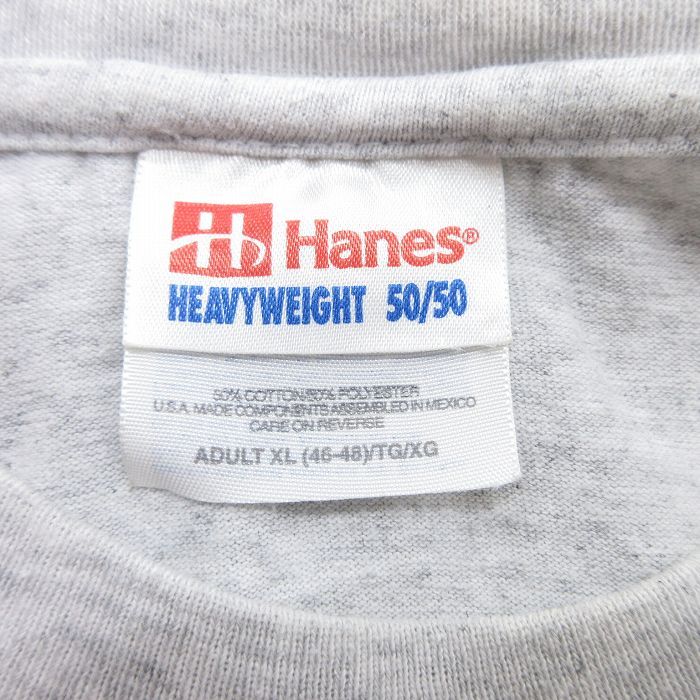 H Hanes®
HEAVYWEIGHT 50/50
50% COTTON/50% POLYESTER
U.S.A. MADE COMPONENTS ASSEMBLED IN MEXICO
CARE ON REVERSE
ADULT XL (46-48)/TG/XG